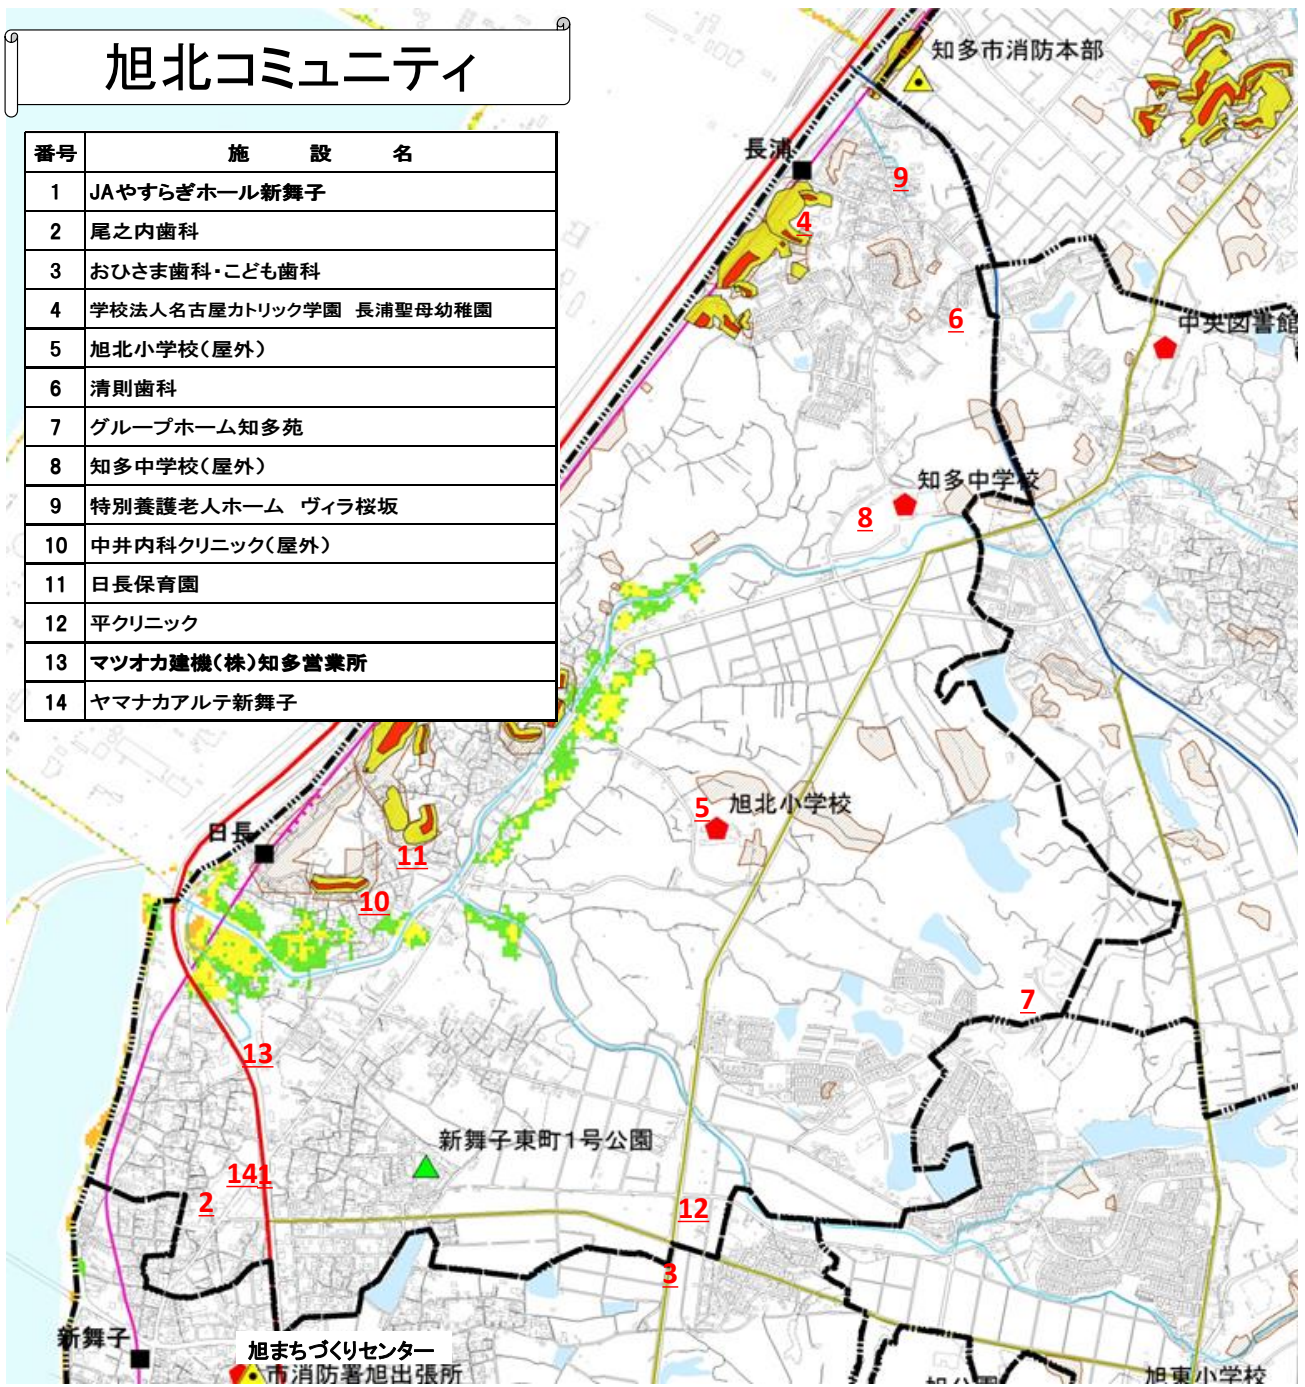 旭北コミュニティ
番号 施設名
1 JAやすらぎホール新舞子
2 尾之内歯科
3 おひさま歯科・こども歯科
4 学校法人名古屋カトリック学園 長浦聖母幼稚園
5 旭北小学校(屋外)
6 清則歯科
7 グループホーム知多苑
8 知多中学校(屋外)
9 特別養護老人ホーム ヴィラ桜坂
10 中井内科クリニック(屋外)
11 日長保育園
12 平クリニック
13 マツオカ建機(株)知多営業所
14 ヤマナカアルテ新舞子
知多市消防本部
長浦
9
4
6
中央図書館
知多中学校
8
5
旭北小学校
日長
11
10
7
13
新舞子東町1号公園
14 1
2
12
3
新舞子
旭まちづくりセンター
市消防署旭出張所
旭公園
旭東小学校